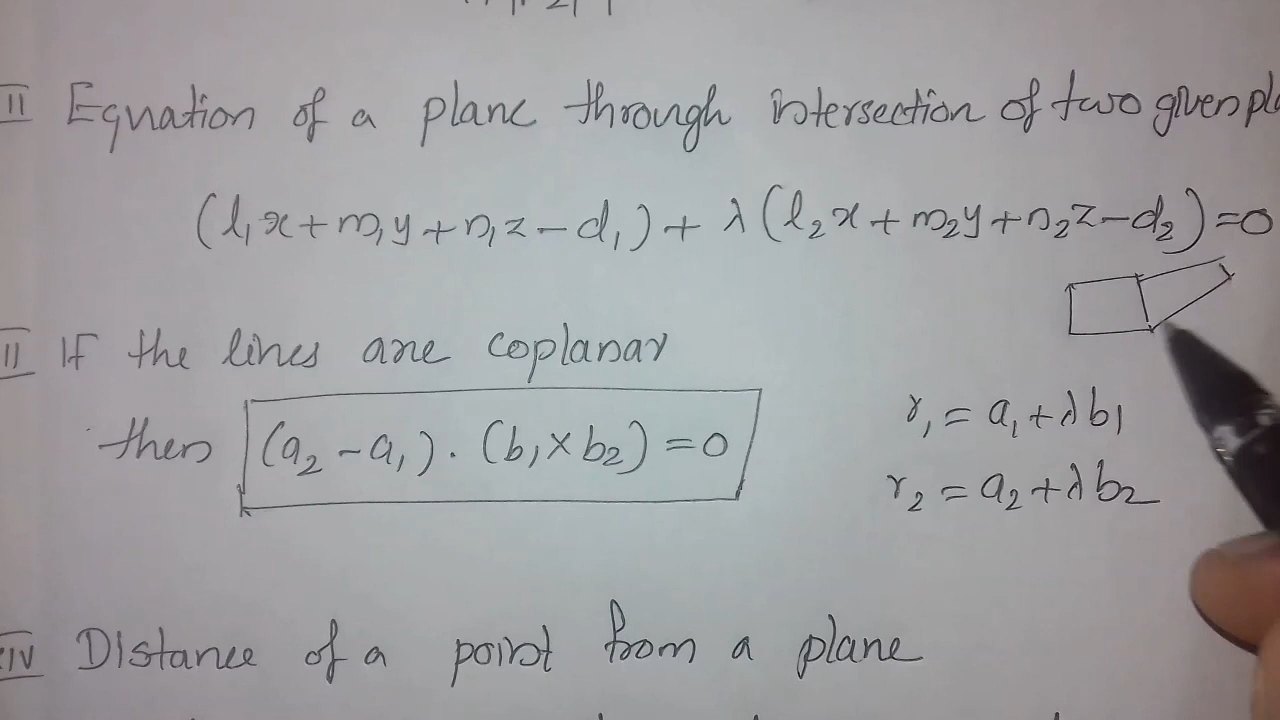 II Equation of a plane through intersection of two given pla
(l₁x+m₁y+n₁z-d₁)+λ(l₂x+m₂y+n₂z-d₂)=0
II If the lines are coplanar
then (a₂-a₁).(b₁×b₂)=0
r₁=a₁+λb₁
r₂=a₂+λb₂
IV Distance of a point from a plane